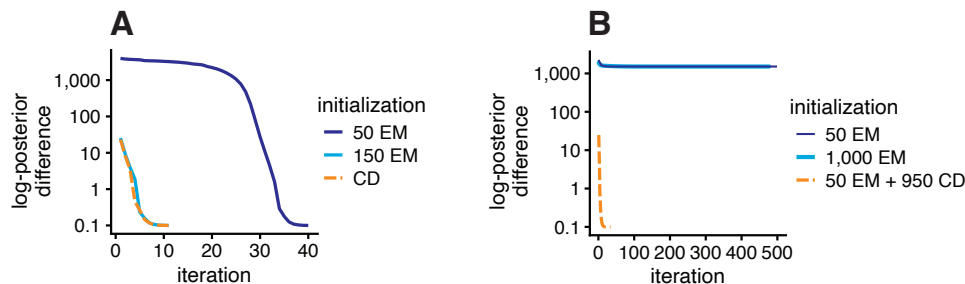 A
log-posterior
difference
1,000
100
10
1
0.1
0 10 20 30 40
iteration
initialization
50 EM
150 EM
CD
B
log-posterior
difference
1,000
100
10
1
0.1
0 100 200 300 400 500
iteration
initialization
50 EM
1,000 EM
50 EM + 950 CD